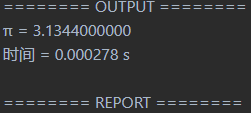 ======== OUTPUT ========
π = 3.1344000000
时间 = 0.000278 s
======== REPORT ========